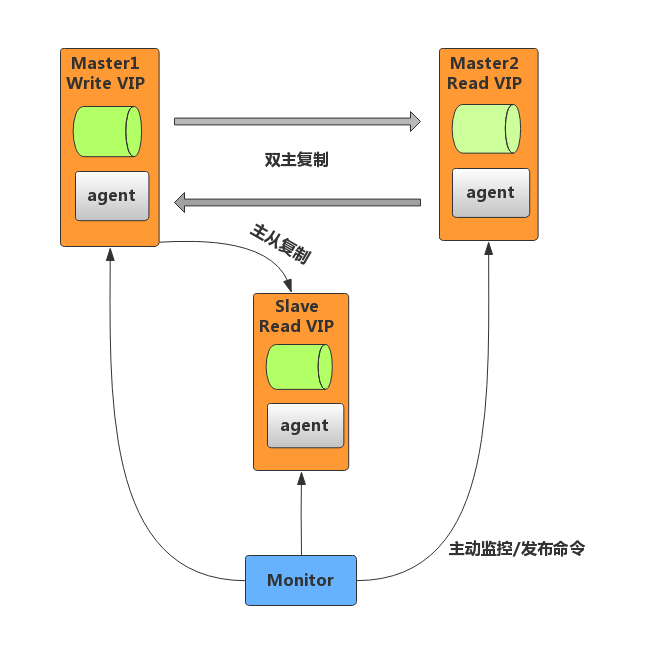 Master1
Write VIP
agent
Master2
Read VIP
agent
双主复制
主从复制
Slave
Read VIP
agent
主动监控/发布命令
Monitor